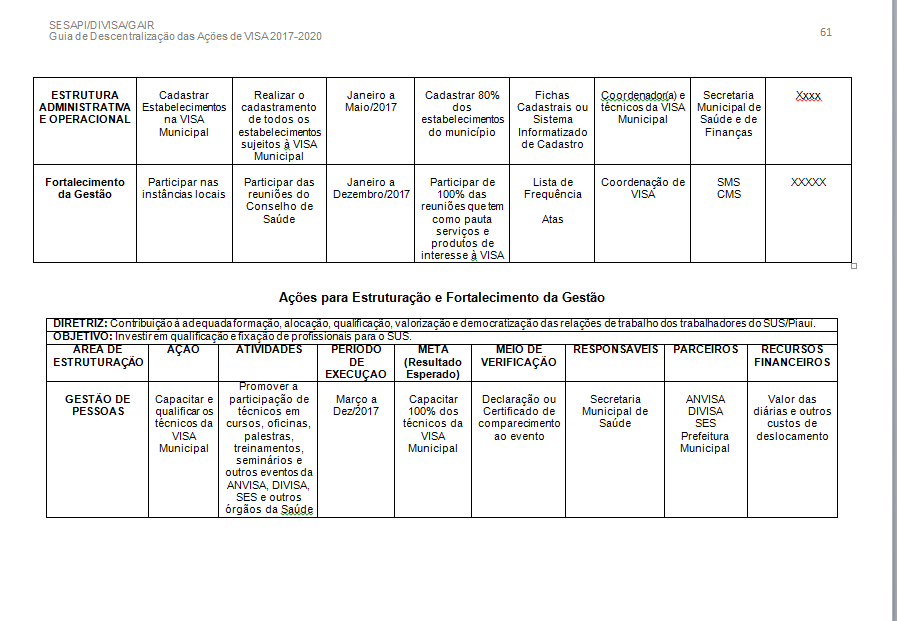 SESAPI/DIVISA/GAIR
Guia de Descentralização das Ações de VISA 2017-2020
61
ESTRUTURA
ADMINISTRATIVA
E OPERACIONAL
Cadastrar
Estabelecimentos
na VISA
Municipal
Realizar o
cadastramento
de todos os
estabelecimentos
sujeitos à VISA
Municipal
Janeiro a
Maio/2017
Cadastrar 80%
dos
estabelecimentos
do município
Fichas
Cadastrais ou
Sistema
Informatizado
de Cadastro
Coordenador(a) e
técnicos da VISA
Municipal
Secretaria
Municipal de
Saúde e de
Finanças
Xxxx
Fortalecimento
da Gestão
Participar nas
instâncias locais
Participar das
reuniões do
Conselho de
Saúde
Janeiro a
Dezembro/2017
Participar de
100% das
reuniões que tem
como pauta
serviços e
produtos de
interesse à VISA
Lista de
Frequência
Atas
Coordenação de
VISA
SMS
CMS
XXXXX
Ações para Estruturação e Fortalecimento da Gestão
DIRETRIZ: Contribuição à adequada formação, alocação, qualificação, valorização e democratização das relações de trabalho dos trabalhadores do SUS/Piauí.
OBJETIVO: Investir em qualificação e fixação de profissionais para o SUS.
ÁREA DE
ESTRUTURAÇÃO
AÇÃO
ATIVIDADES
PERÍODO
DE
EXECUÇÃO
META
(Resultado
Esperado)
MEIO DE
VERIFICAÇÃO
RESPONSÁVEIS
PARCEIROS
RECURSOS
FINANCEIROS
GESTÃO DE
PESSOAS
Capacitar e
qualificar os
técnicos da
VISA
Municipal
Promover a
participação de
técnicos em
cursos, oficinas,
palestras,
treinamentos,
seminários e
outros eventos da
ANVISA, DIVISA,
SES e outros
órgãos da Saúde
Março a
Dez/2017
Capacitar
100% dos
técnicos da
VISA
Municipal
Declaração ou
Certificado de
comparecimento
ao evento
Secretaria
Municipal de
Saúde
ANVISA
DIVISA
SES
Prefeitura
Municipal
Valor das
diárias e outros
custos de
deslocamento